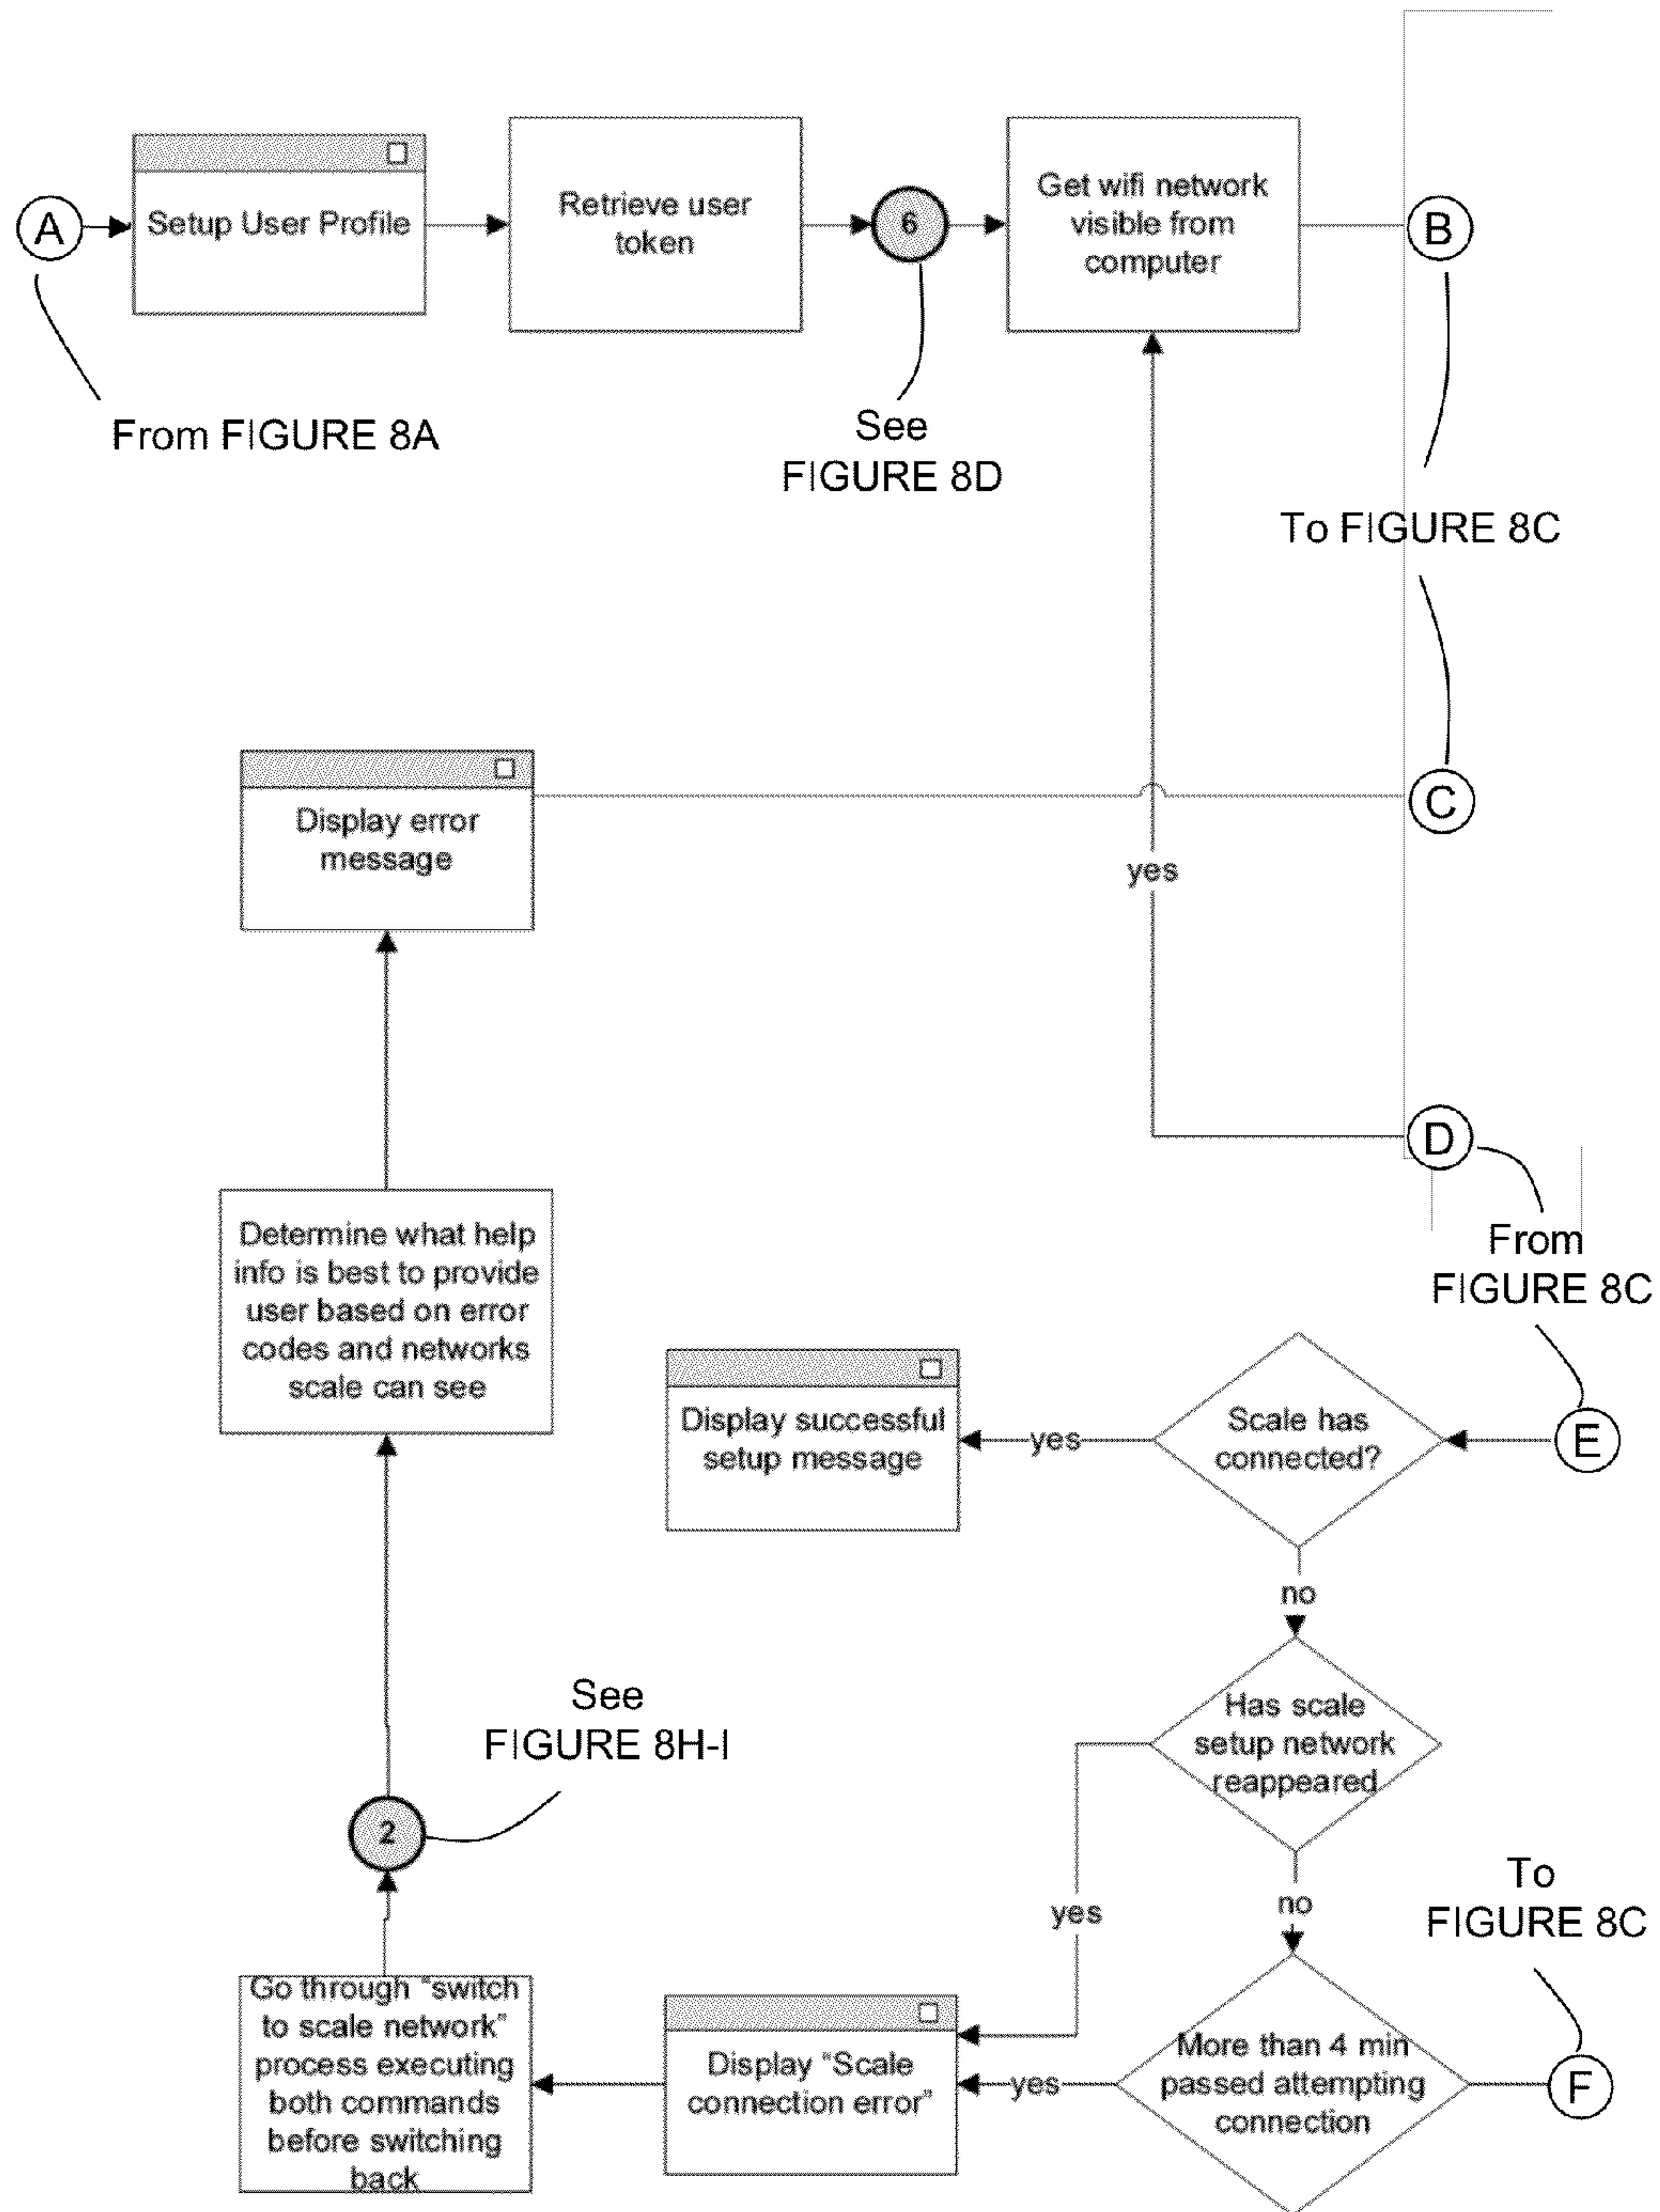 A
Setup User Profile
Retrieve user
token
6
Get wifi network
visible from
computer
B
From FIGURE 8A
See
FIGURE 8D
To FIGURE 8C
Display error
message
C
yes
D
From
FIGURE 8C
Determine what help
info is best to provide
user based on error
codes and networks
scale can see
Display successful
setup message
yes
Scale has
connected?
E
no
Has scale
setup network
reappeared
See
FIGURE 8H-I
2
yes
no
To
FIGURE 8C
Go through "switch
to scale network"
process executing
both commands
before switching
back
Display "Scale
connection error"
yes
More than 4 min
passed attempting
connection
F